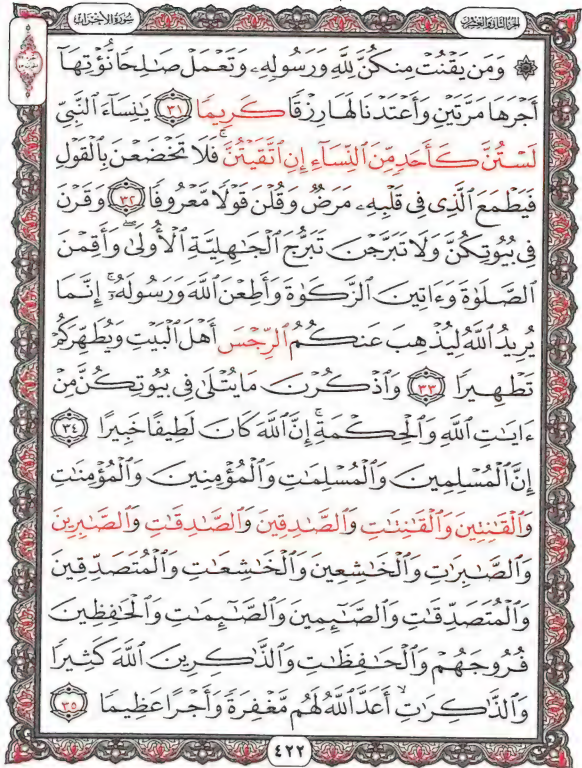 الجزء الثاني والعشرون
سورة الأحزاب
۞ وَمَن يَقْنُتْ مِنكُنَّ لِلَّهِ وَرَسُولِهِۦ وَتَعْمَلْ صَٰلِحًا نُّؤْتِهَآ
أَجْرَهَا مَرَّتَيْنِ وَأَعْتَدْنَا لَهَا رِزْقًا كَرِيمًا ٣١ يَٰنِسَآءَ ٱلنَّبِىِّ
لَسْتُنَّ كَأَحَدٍ مِّنَ ٱلنِّسَآءِ إِنِ ٱتَّقَيْتُنَّ ۚ فَلَا تَخْضَعْنَ بِٱلْقَوْلِ
فَيَطْمَعَ ٱلَّذِى فِى قَلْبِهِۦ مَرَضٌ وَقُلْنَ قَوْلًا مَّعْرُوفًا ٣٢ وَقَرْنَ
فِى بُيُوتِكُنَّ وَلَا تَبَرَّجْنَ تَبَرُّجَ ٱلْجَٰهِلِيَّةِ ٱلْأُولَىٰ ۖ وَأَقِمْنَ
ٱلصَّلَوٰةَ وَءَاتِينَ ٱلزَّكَوٰةَ وَأَطِعْنَ ٱللَّهَ وَرَسُولَهُۥٓ ۚ إِنَّمَا
يُرِيدُ ٱللَّهُ لِيُذْهِبَ عَنكُمُ ٱلرِّجْسَ أَهْلَ ٱلْبَيْتِ وَيُطَهِّرَكُمْ
تَطْهِيرًا ٣٣ وَٱذْكُرْنَ مَا يُتْلَىٰ فِى بُيُوتِكُنَّ مِنْ
ءَايَٰتِ ٱللَّهِ وَٱلْحِكْمَةِ ۚ إِنَّ ٱللَّهَ كَانَ لَطِيفًا خَبِيرًا ٣٤
إِنَّ ٱلْمُسْلِمِينَ وَٱلْمُسْلِمَٰتِ وَٱلْمُؤْمِنِينَ وَٱلْمُؤْمِنَٰتِ
وَٱلْقَٰنِتِينَ وَٱلْقَٰنِتَٰتِ وَٱلصَّٰدِقِينَ وَٱلصَّٰدِقَٰتِ وَٱلصَّٰبِرِينَ
وَٱلصَّٰبِرَٰتِ وَٱلْخَٰشِعِينَ وَٱلْخَٰشِعَٰتِ وَٱلْمُتَصَدِّقِينَ
وَٱلْمُتَصَدِّقَٰتِ وَٱلصَّٰٓئِمِينَ وَٱلصَّٰٓئِمَٰتِ وَٱلْحَٰفِظِينَ
فُرُوجَهُمْ وَٱلْحَٰفِظَٰتِ وَٱلذَّٰكِرِينَ ٱللَّهَ كَثِيرًا
وَٱلذَّٰكِرَٰتِ أَعَدَّ ٱللَّهُ لَهُم مَّغْفِرَةً وَأَجْرًا عَظِيمًا ٣٥
٤٢٢